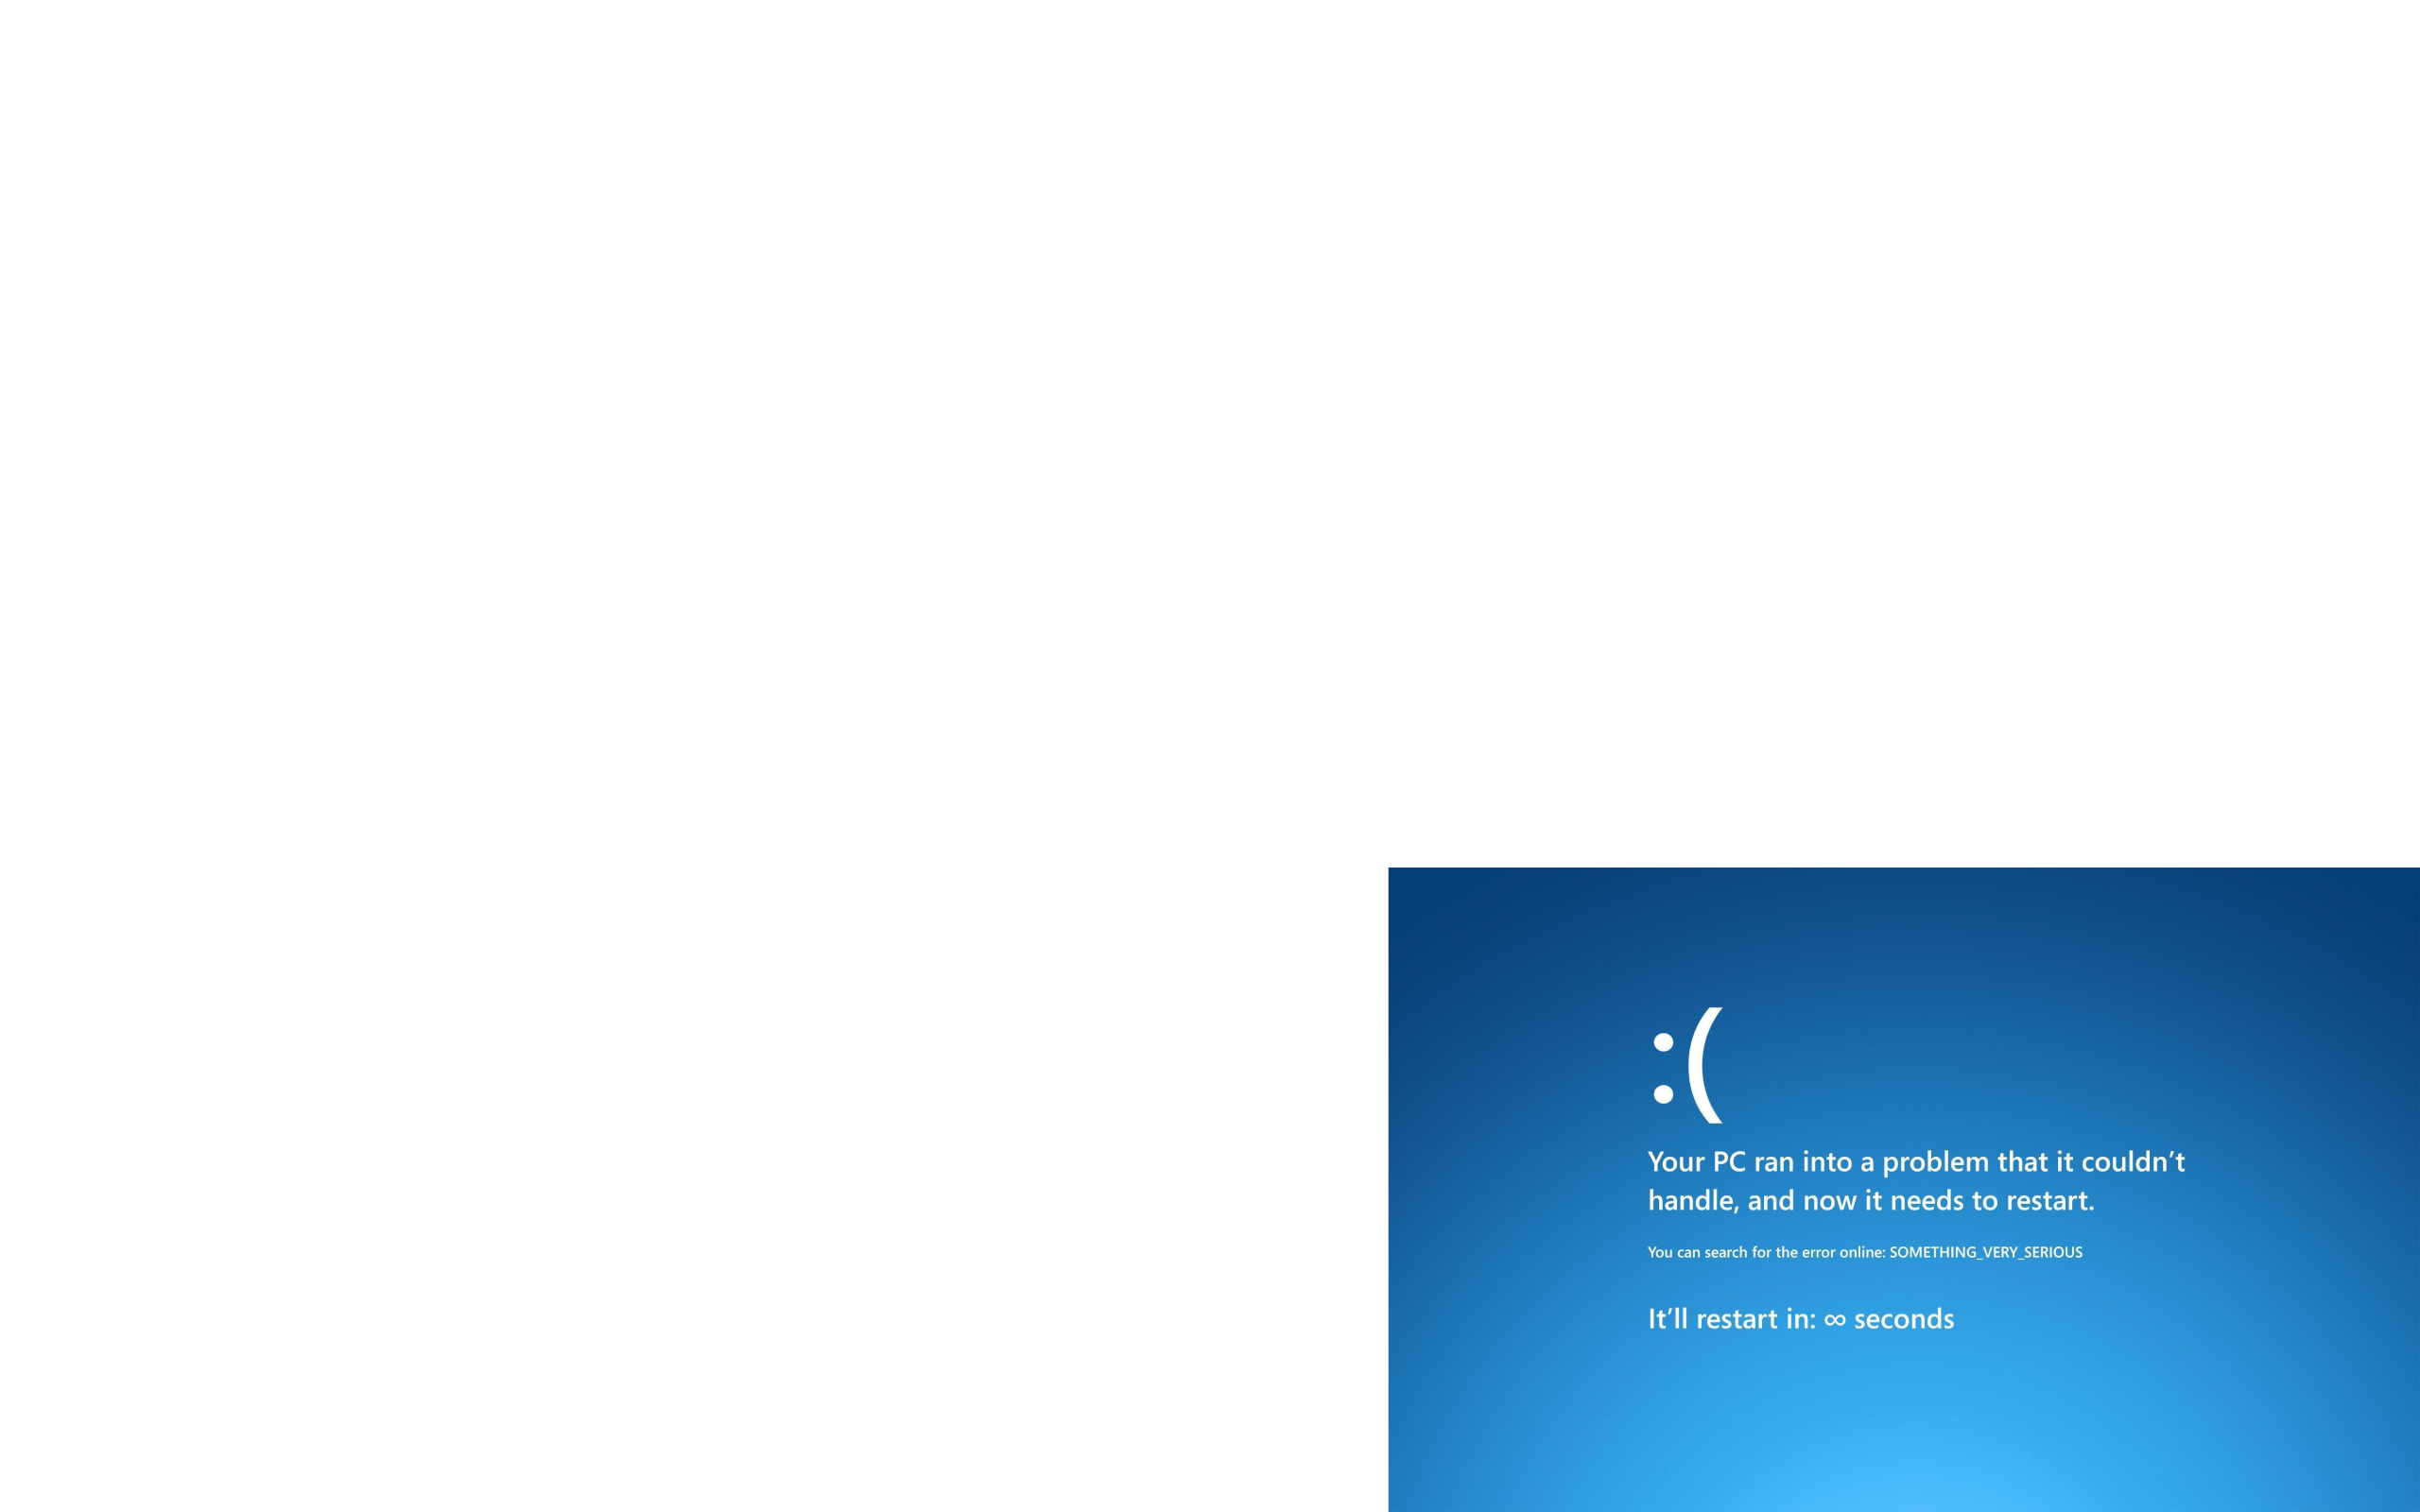 :(
Your PC ran into a problem that it couldn’t
handle, and now it needs to restart.
You can search for the error online: SOMETHING_VERY_SERIOUS
It’ll restart in: ∞ seconds